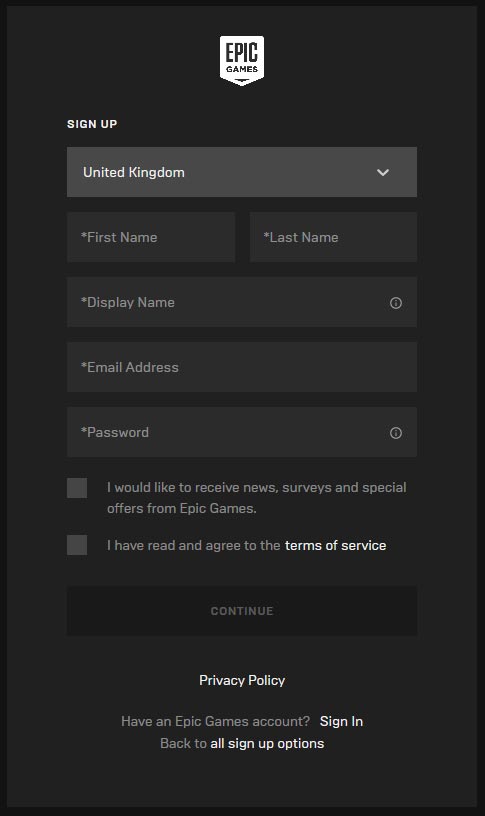 EPIC
GAMES
SIGN UP
United Kingdom
*First Name
*Last Name
*Display Name
*Email Address
*Password
I would like to receive news, surveys and special
offers from Epic Games.
I have read and agree to the terms of service
CONTINUE
Privacy Policy
Have an Epic Games account? Sign In
Back to all sign up options